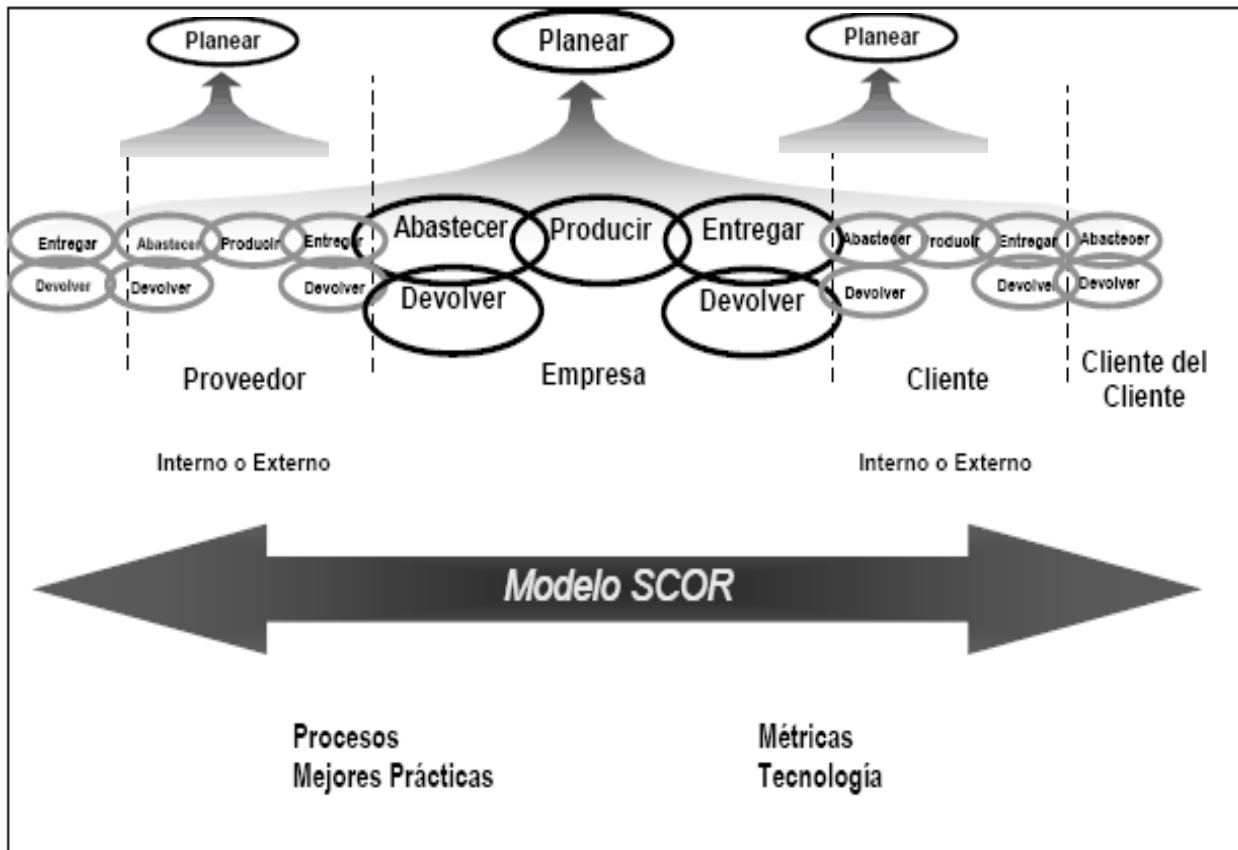 Planear
Planear
Planear
Abastecer
Producir
Entregar
Entregar
Abastecer
Producir
Entregar
Abastecer
Producir
Entregar
Abastecer
Devolver
Devolver
Devolver
Devolver
Devolver
Devolver
Devolver
Devolver
Proveedor
Empresa
Cliente
Cliente del
Cliente
Interno o Externo
Interno o Externo
Modelo SCOR
Procesos
Mejores Prácticas
Métricas
Tecnología